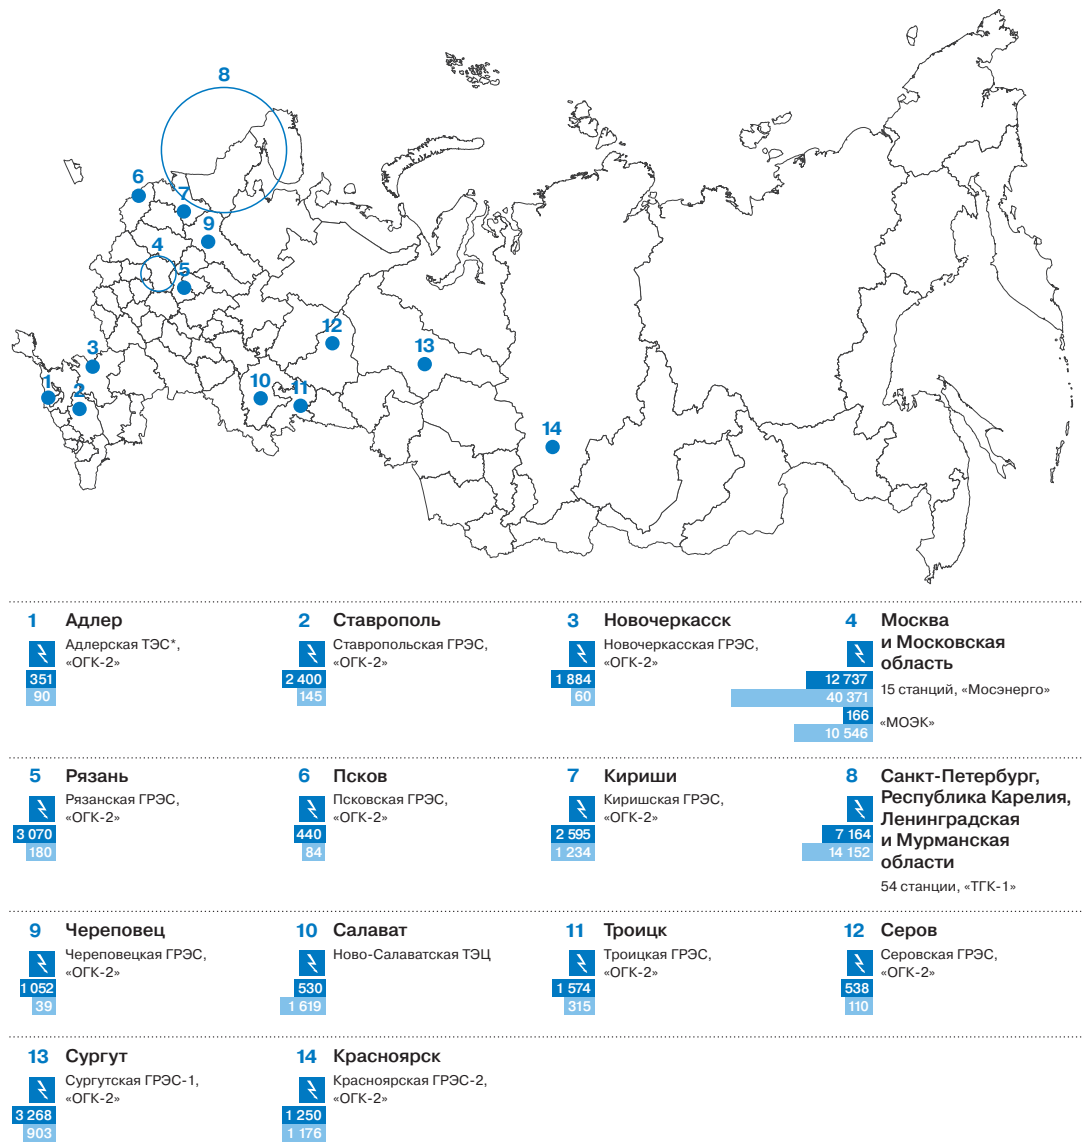 8
6
7
9
4
5
12
3
13
1
2
10
11
14
1 Адлер
Адлерская ТЭС*,
«ОГК-2»
351
90
2 Ставрополь
Ставропольская ГРЭС,
«ОГК-2»
2 400
145
3 Новочеркасск
Новочеркасская ГРЭС,
«ОГК-2»
1 884
60
4 Москва
и Московская
область
12 737
15 станций, «Мосэнерго»
40 371
166
«МОЭК»
10 546
5 Рязань
Рязанская ГРЭС,
«ОГК-2»
3 070
180
6 Псков
Псковская ГРЭС,
«ОГК-2»
440
84
7 Кириши
Киришская ГРЭС,
«ОГК-2»
2 595
1 234
8 Санкт-Петербург,
Республика Карелия,
Ленинградская
и Мурманская
области
7 164
14 152
54 станции, «ТГК-1»
9 Череповец
Череповецкая ГРЭС,
«ОГК-2»
1 052
39
10 Салават
Ново-Салаватская ТЭЦ
530
1 619
11 Троицк
Троицкая ГРЭС,
«ОГК-2»
1 574
315
12 Серов
Серовская ГРЭС,
«ОГК-2»
538
110
13 Сургут
Сургутская ГРЭС-1,
«ОГК-2»
3 268
903
14 Красноярск
Красноярская ГРЭС-2,
«ОГК-2»
1 250
1 176